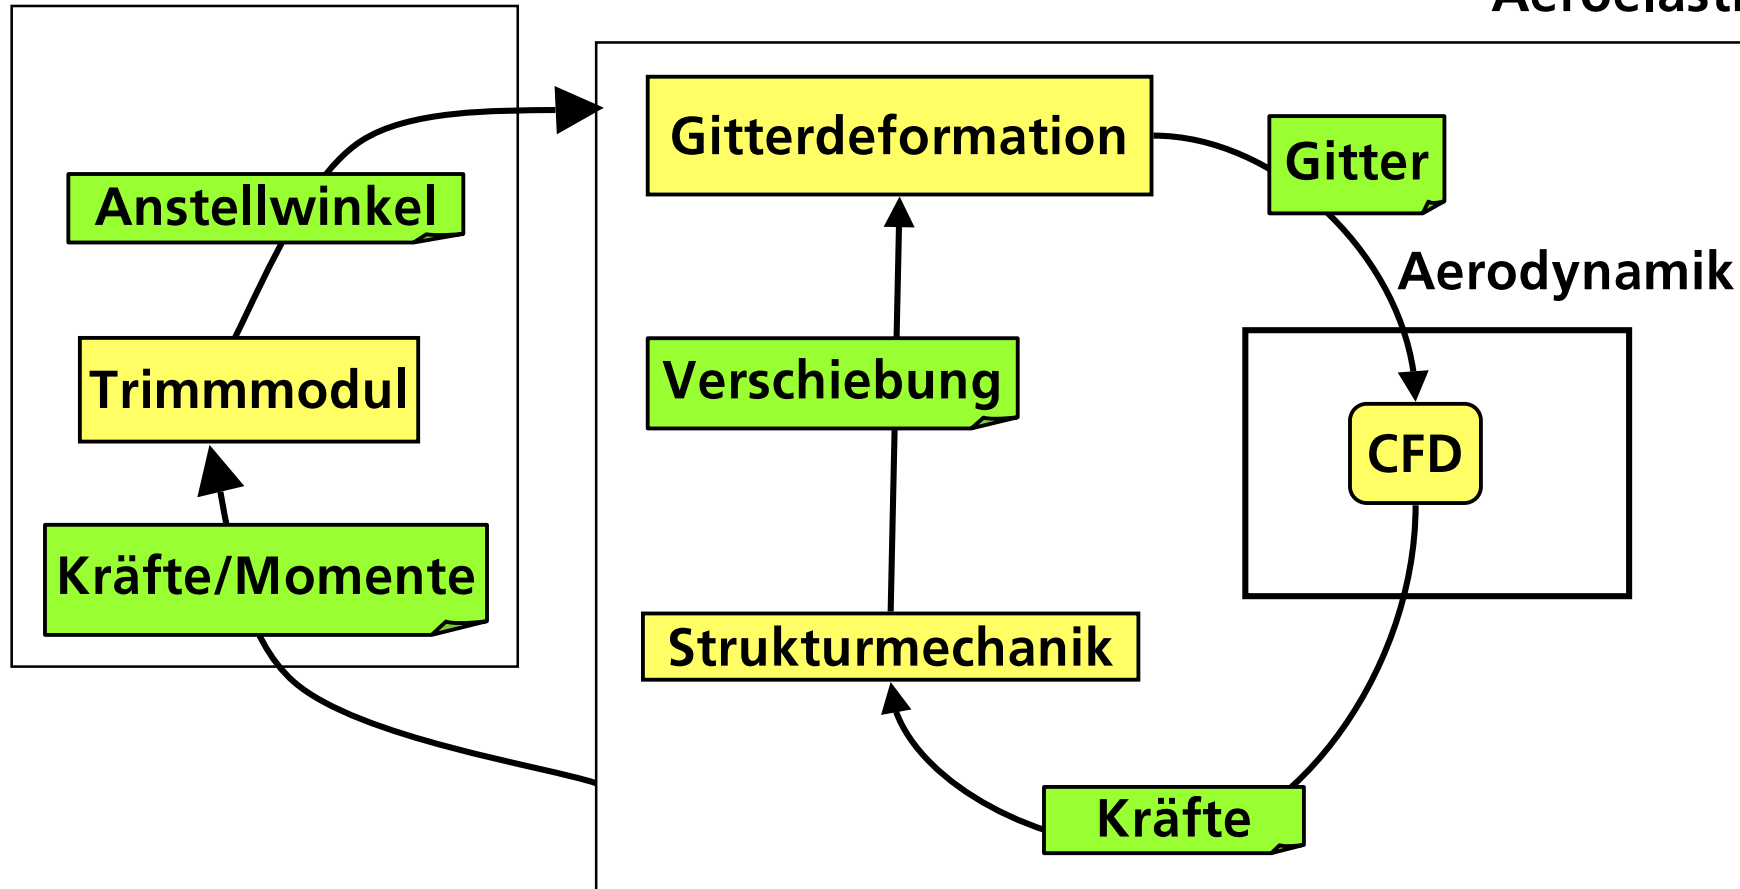 Gitterdeformation
Gitter
Anstellwinkel
Aerodynamik
Trimmmodul
Verschiebung
CFD
Kräfte/Momente
Strukturmechanik
Kräfte